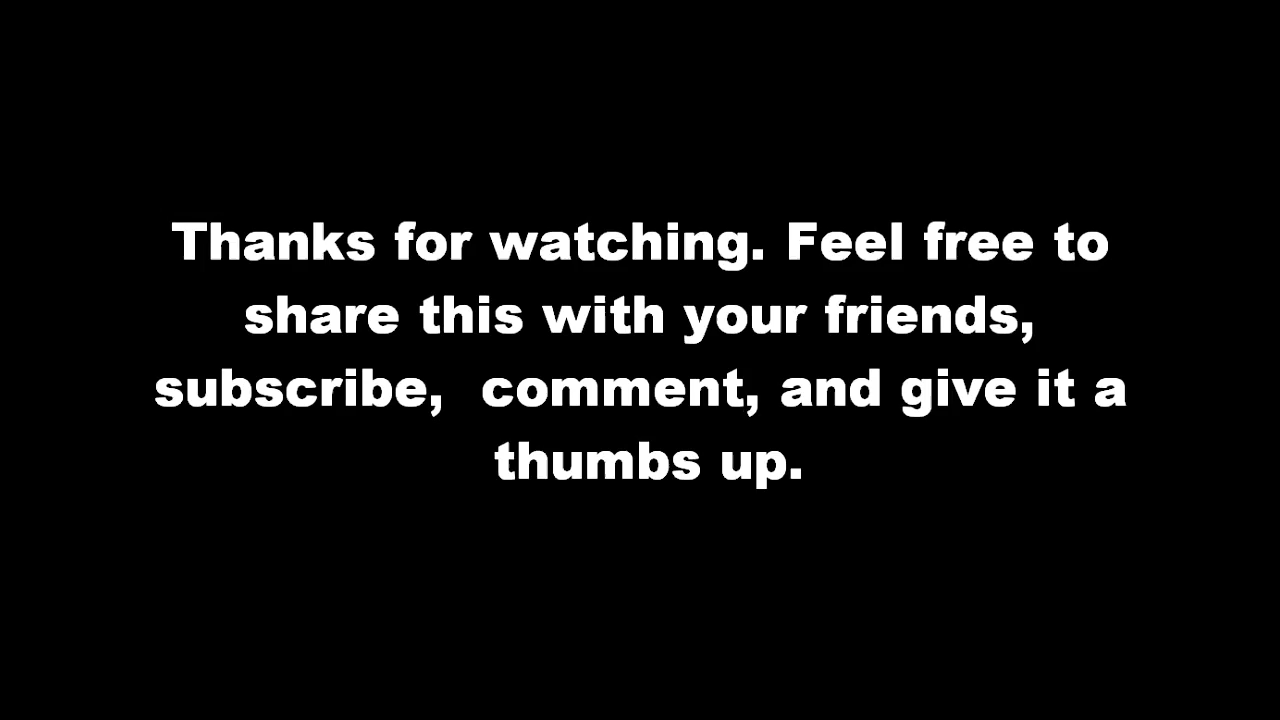 Thanks for watching. Feel free to
share this with your friends,
subscribe,  comment, and give it a
thumbs up.